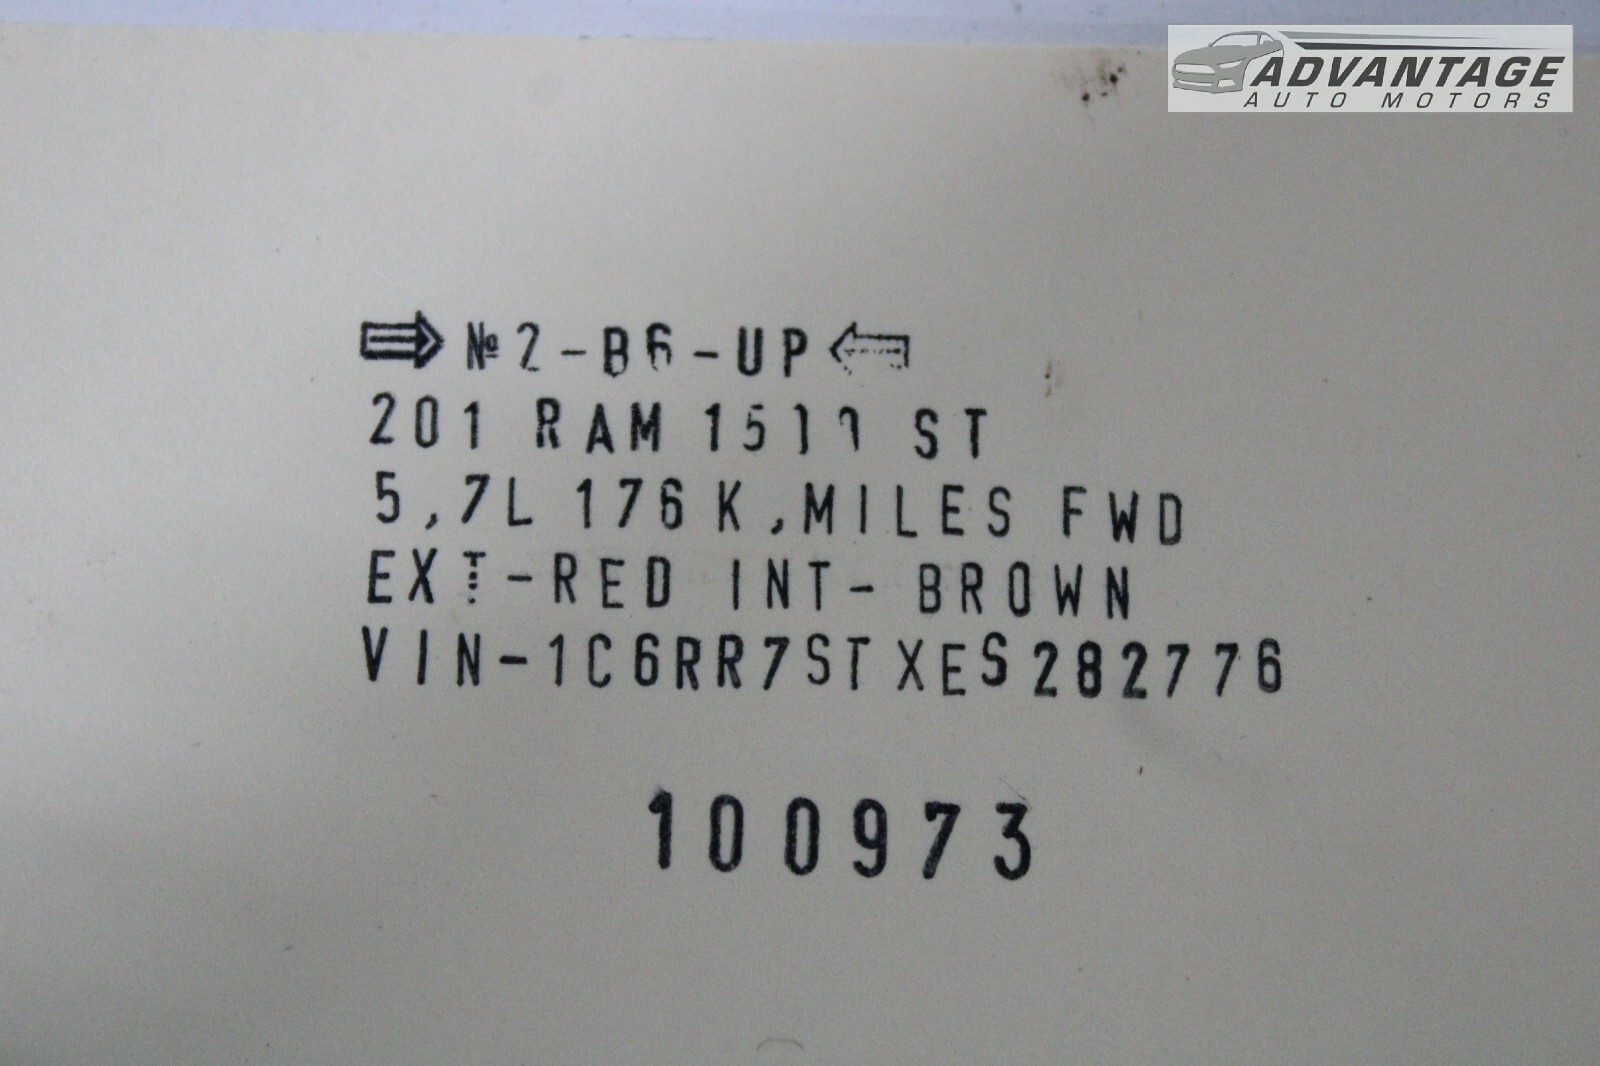 ADVANTAGE
AUTO MOTORS
№2-B6-UP
201 RAM ST
5,7L 176 K,MILES FWD
EXT-RED INT-BROWN
VIN-1C6RR7STXES282776
100973